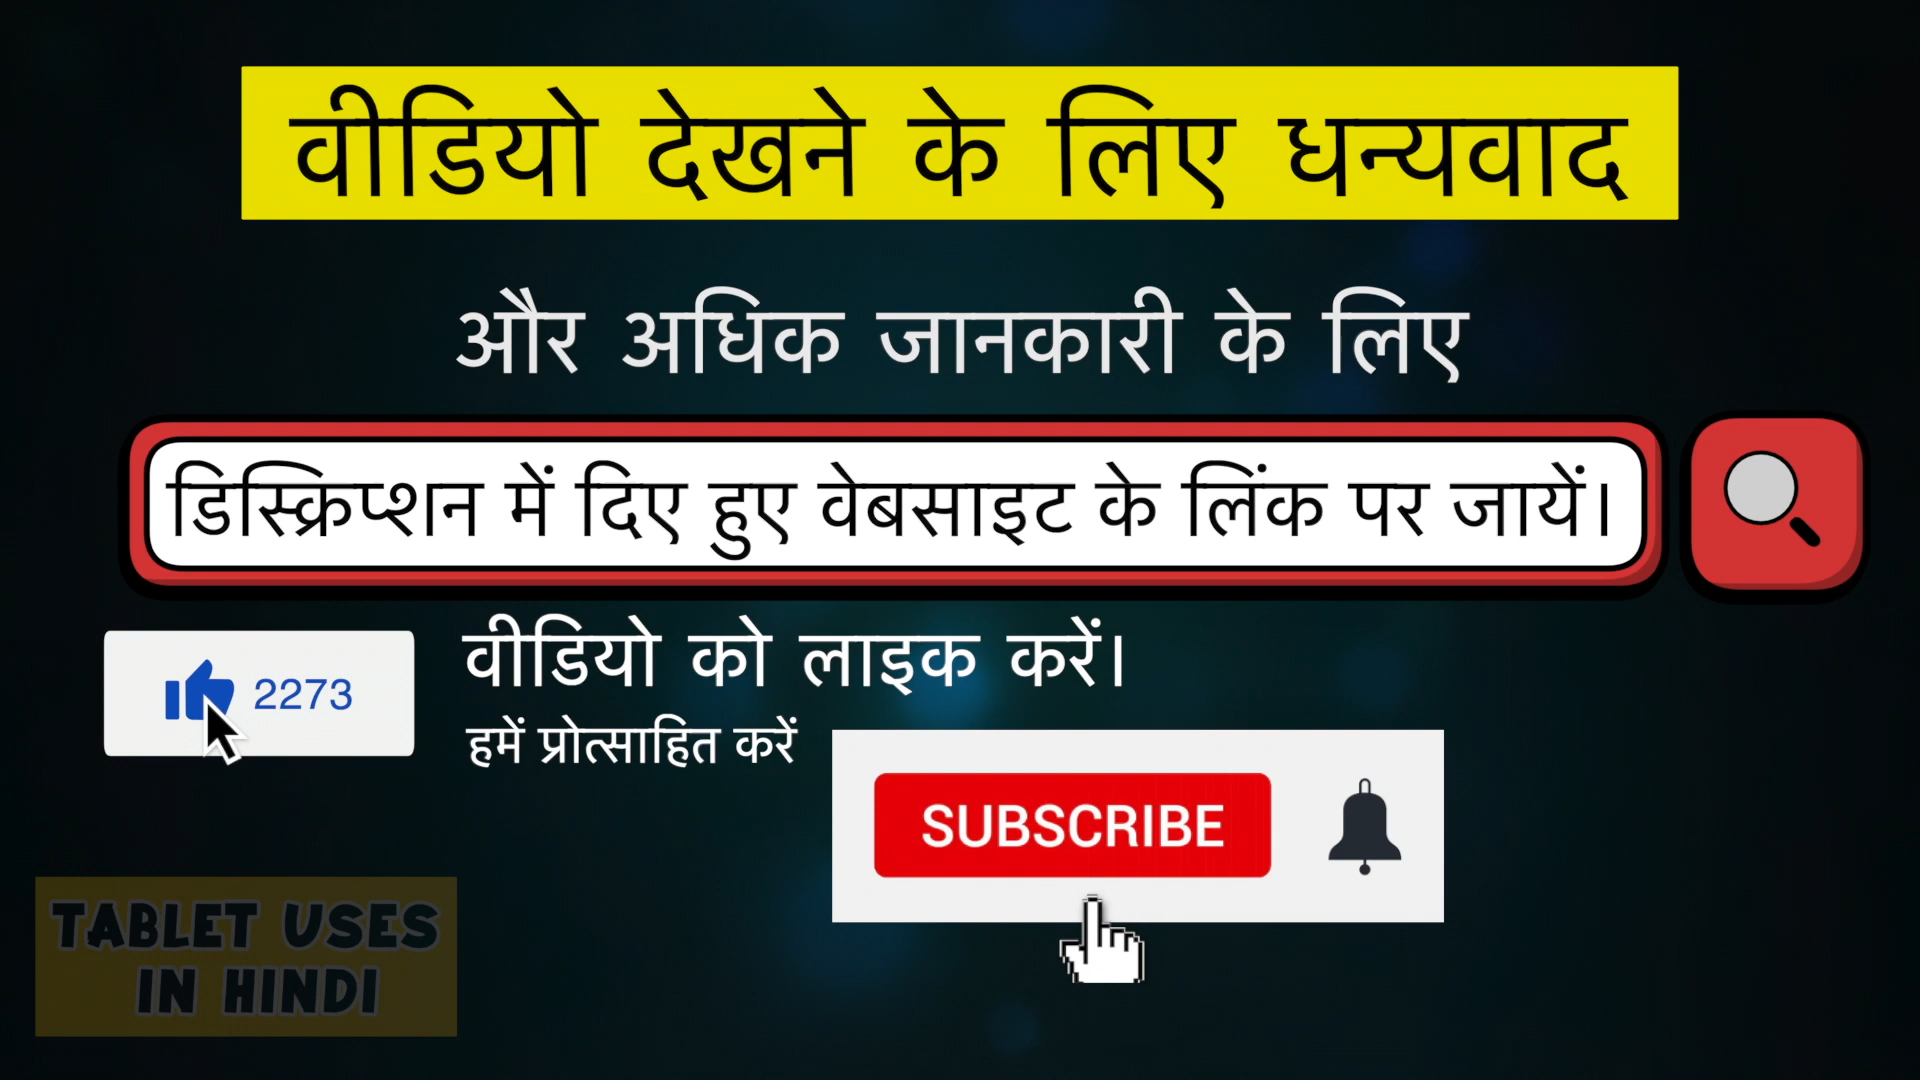 वीडियो देखने के लिए धन्यवाद
और अधिक जानकारी के लिए
डिस्क्रिप्शन में दिए हुए वेबसाइट के लिंक पर जायें।
2273
वीडियो को लाइक करें।
हमें प्रोत्साहित करें
SUBSCRIBE
TABLET USES
IN HINDI